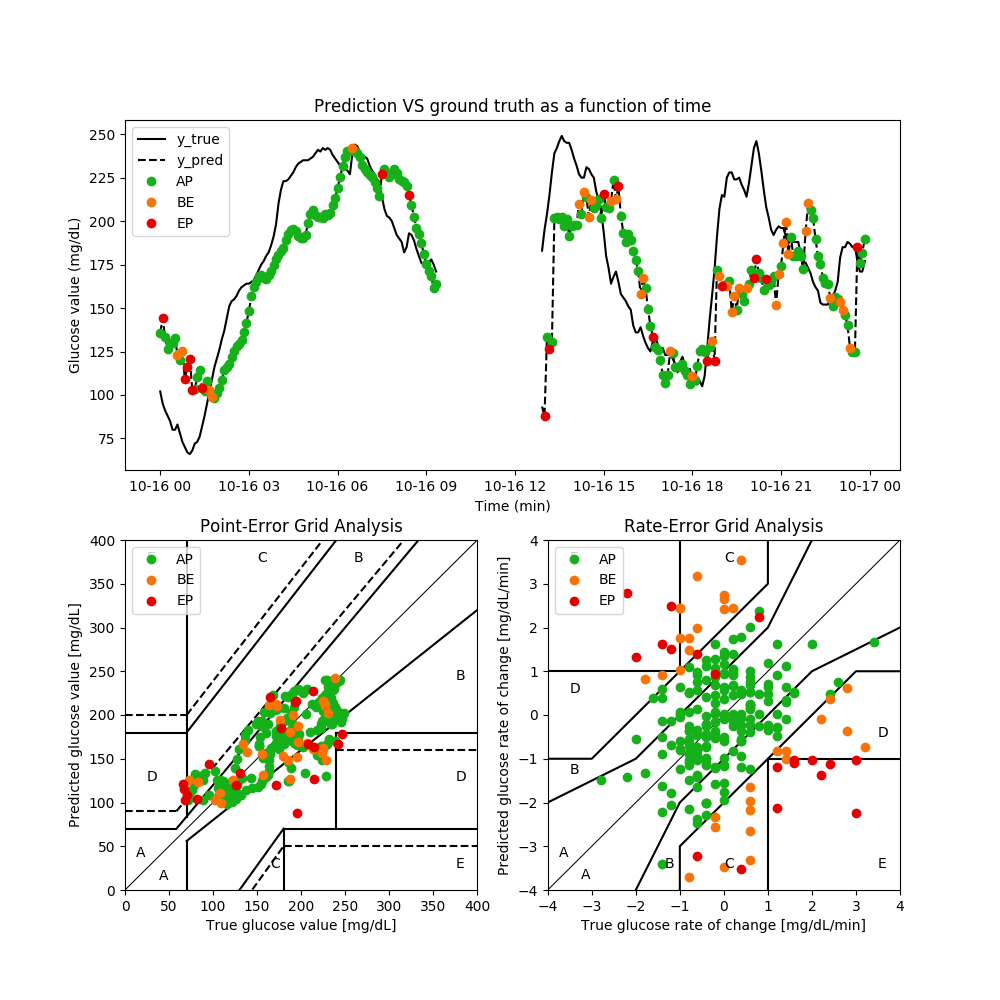 Prediction VS ground truth as a function of time
Glucose value (mg/dL)
250
225
200
175
150
125
100
75
y_true
y_pred
AP
BE
EP
10-16 00 10-16 03 10-16 06 10-16 09 10-16 12 10-16 15 10-16 18 10-16 21 10-17 00
Time (min)
Point-Error Grid Analysis
Predicted glucose value [mg/dL]
400
350
300
250
200
150
100
50
0
AP
BE
EP
C B
B
D D
A
A C E
0 50 100 150 200 250 300 350 400
True glucose value [mg/dL]
Rate-Error Grid Analysis
Predicted glucose rate of change [mg/dL/min]
4
3
2
1
0
−1
−2
−3
−4
AP
BE
EP
C
D
D
B
A
A B C E
−4 −3 −2 −1 0 1 2 3 4
True glucose rate of change [mg/dL/min]